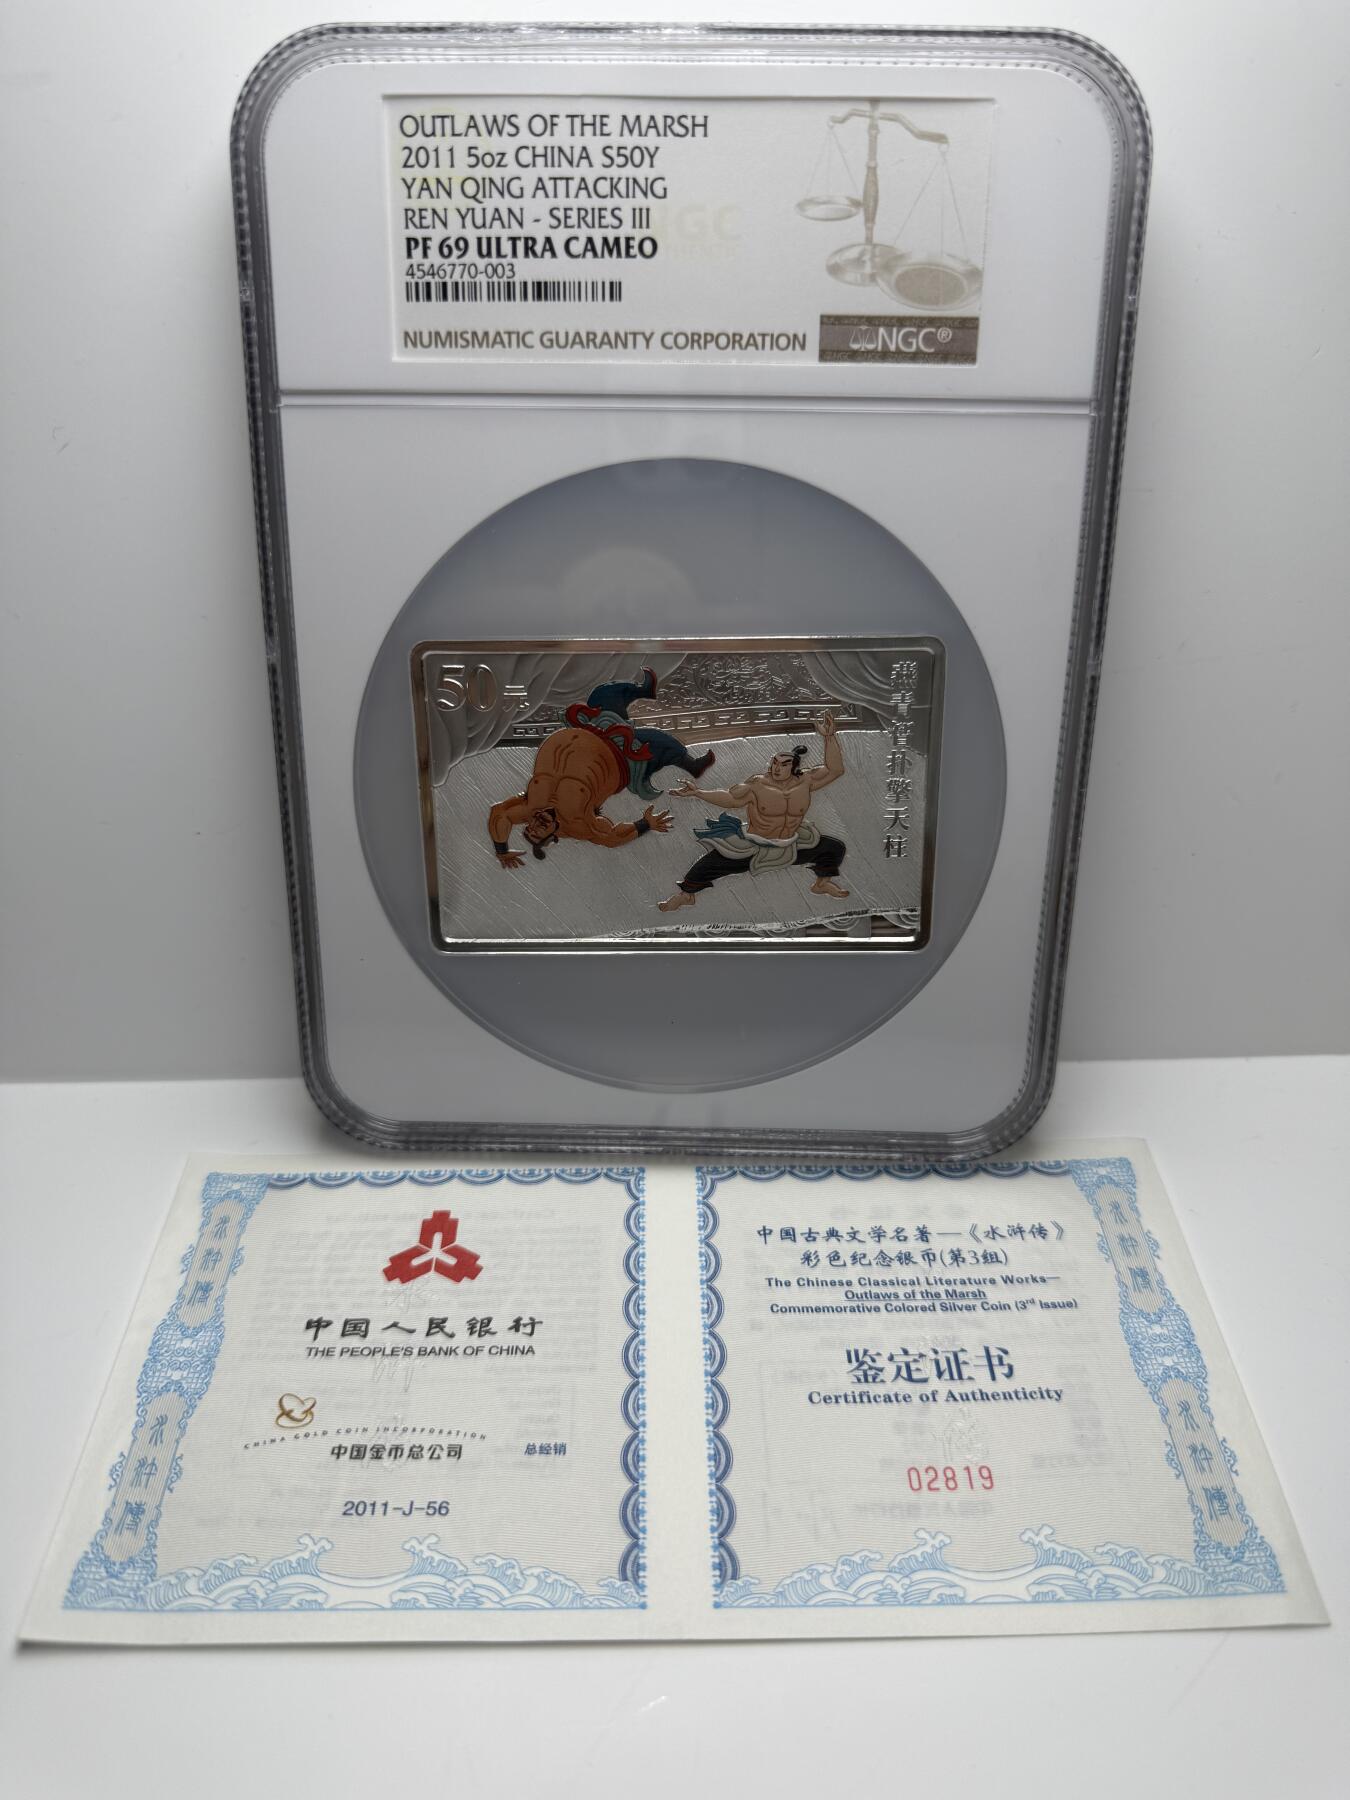 OUTLAWS OF THE MARSH
2011 5oz CHINA S50Y
YAN QING ATTACKING
REN YUAN - SERIES III
PF 69 ULTRA CAMEO
4546770-003
NUMISMATIC GUARANTY CORPORATION
NGC®
50元
燕青智扑擎天柱
中国人民银行
THE PEOPLE'S BANK OF CHINA
CHINA GOLD COIN INCORPORATION
中国金币总公司 总经销
2011-J-56
水浒传
水浒传
中国古典文学名著—《水浒传》
彩色纪念银币(第3组)
The Chinese Classical Literature Works—
Outlaws of the Marsh
Commemorative Colored Silver Coin (3rd Issue)
鉴定证书
Certificate of Authenticity
02819